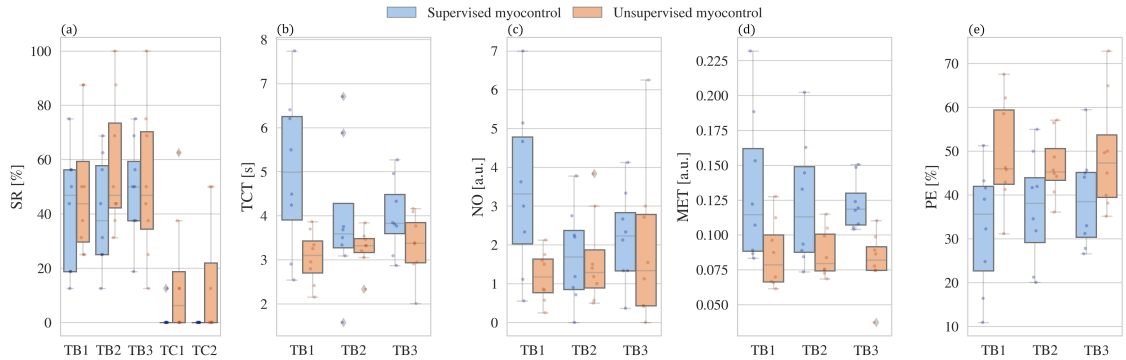 Supervised myocontrol Unsupervised myocontrol
(a)
SR [%]
100
80
60
40
20
0
TB1 TB2 TB3 TC1 TC2
(b)
TCT [s]
8
7
6
5
4
3
2
TB1 TB2 TB3
(c)
NO [a.u.]
7
6
5
4
3
2
1
0
TB1 TB2 TB3
(d)
MET [a.u.]
0.225
0.200
0.175
0.150
0.125
0.100
0.075
0.050
TB1 TB2 TB3
(e)
PE [%]
70
60
50
40
30
20
10
TB1 TB2 TB3